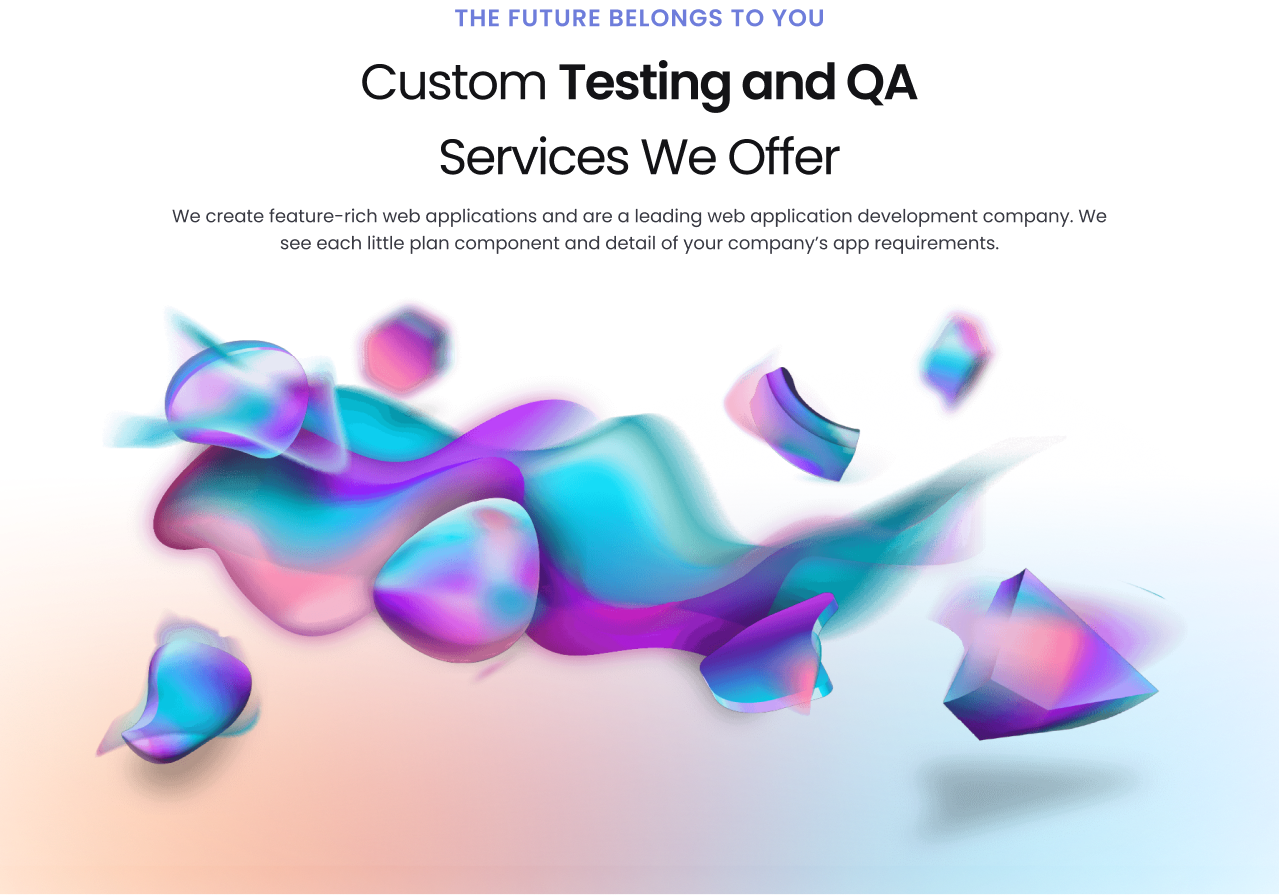 THE FUTURE BELONGS TO YOU
Custom Testing and QA
Services We Offer
We create feature-rich web applications and are a leading web application development company. We
see each little plan component and detail of your company’s app requirements.